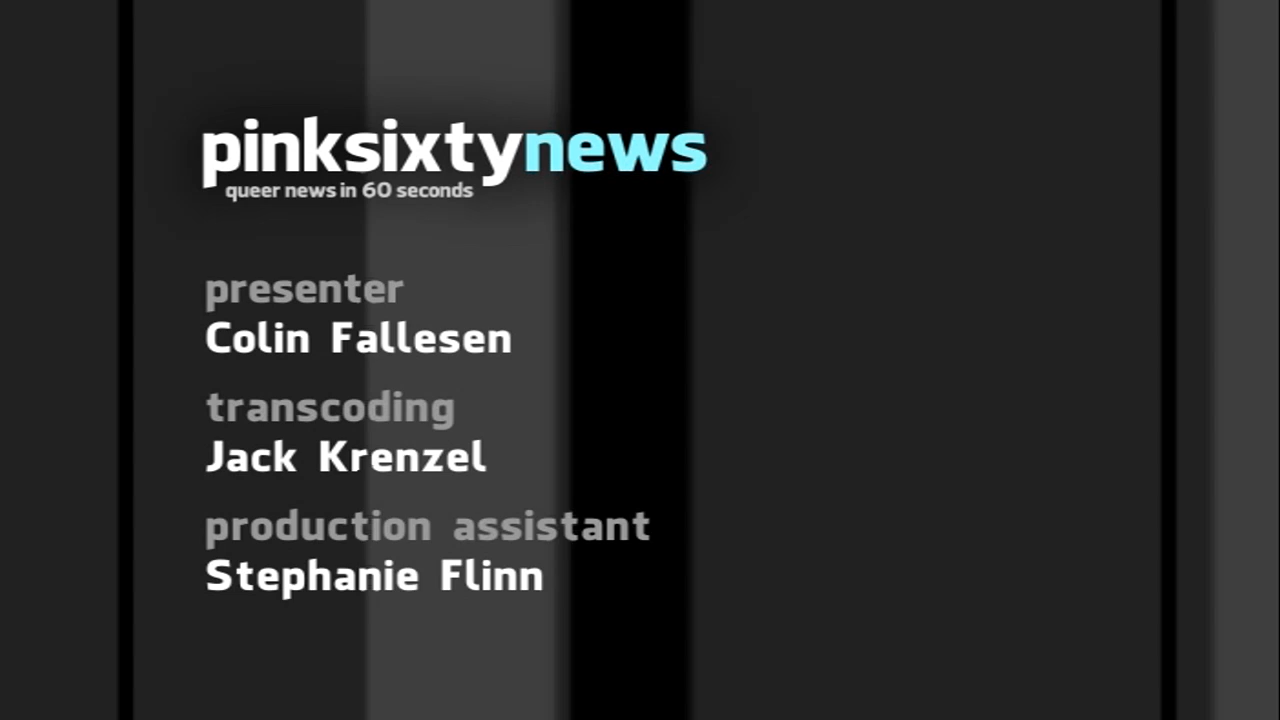 pinksixtynews
queer news in 60 seconds
presenter
Colin Fallesen
transcoding
Jack Krenzel
production assistant
Stephanie Flinn